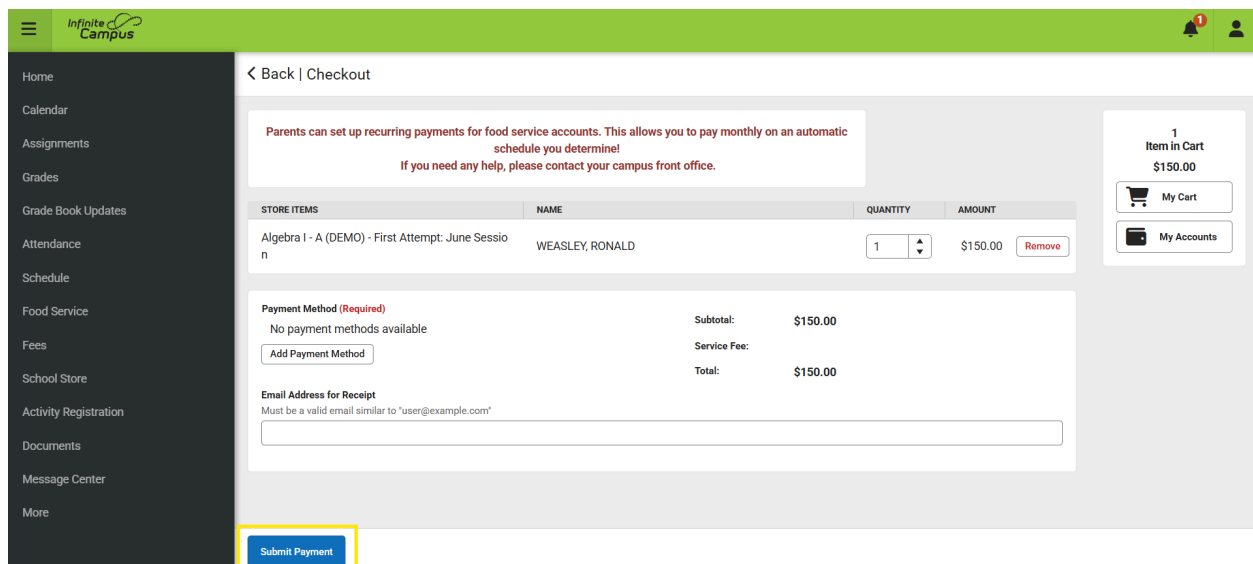 Infinite
Campus
1
Home
Calendar
Assignments
Grades
Grade Book Updates
Attendance
Schedule
Food Service
Fees
School Store
Activity Registration
Documents
Message Center
More
Back | Checkout
Parents can set up recurring payments for food service accounts. This allows you to pay monthly on an automatic
schedule you determine!
If you need any help, please contact your campus front office.
STORE ITEMS NAME QUANTITY AMOUNT
Algebra I - A (DEMO) - First Attempt: June Sessio
n
WEASLEY, RONALD 1 $150.00 Remove
Payment Method (Required)
No payment methods available
Add Payment Method
Subtotal: $150.00
Service Fee:
Total: $150.00
Email Address for Receipt
Must be a valid email similar to "user@example.com"
Submit Payment
1
Item in Cart
$150.00
My Cart
My Accounts